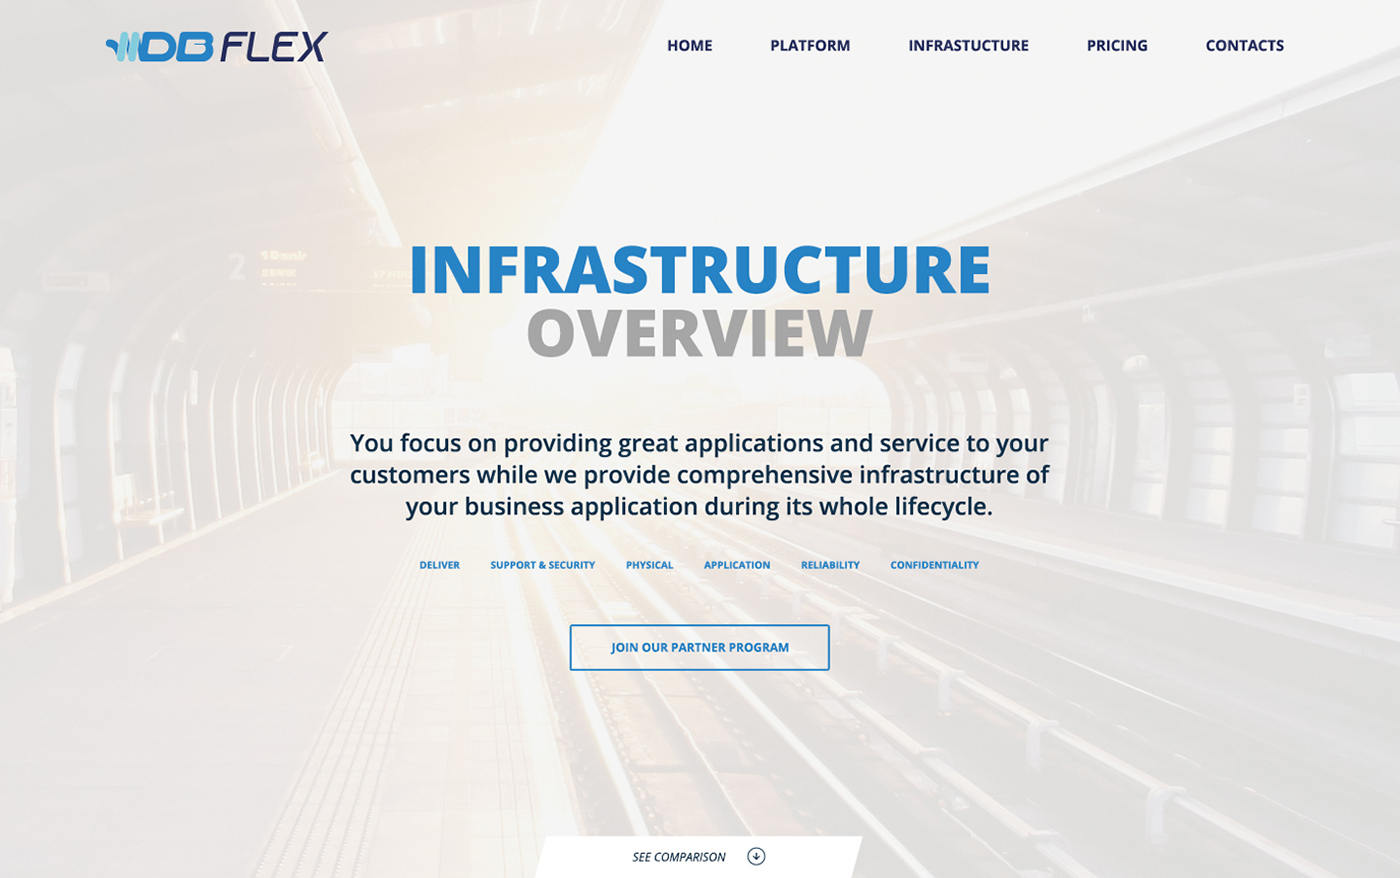 DB FLEX
HOME PLATFORM INFRASTUCTURE PRICING CONTACTS
2
INFRASTRUCTURE
OVERVIEW
You focus on providing great applications and service to your
customers while we provide comprehensive infrastructure of
your business application during its whole lifecycle.
DELIVER SUPPORT & SECURITY PHYSICAL APPLICATION RELIABILITY CONFIDENTIALITY
JOIN OUR PARTNER PROGRAM
SEE COMPARISON